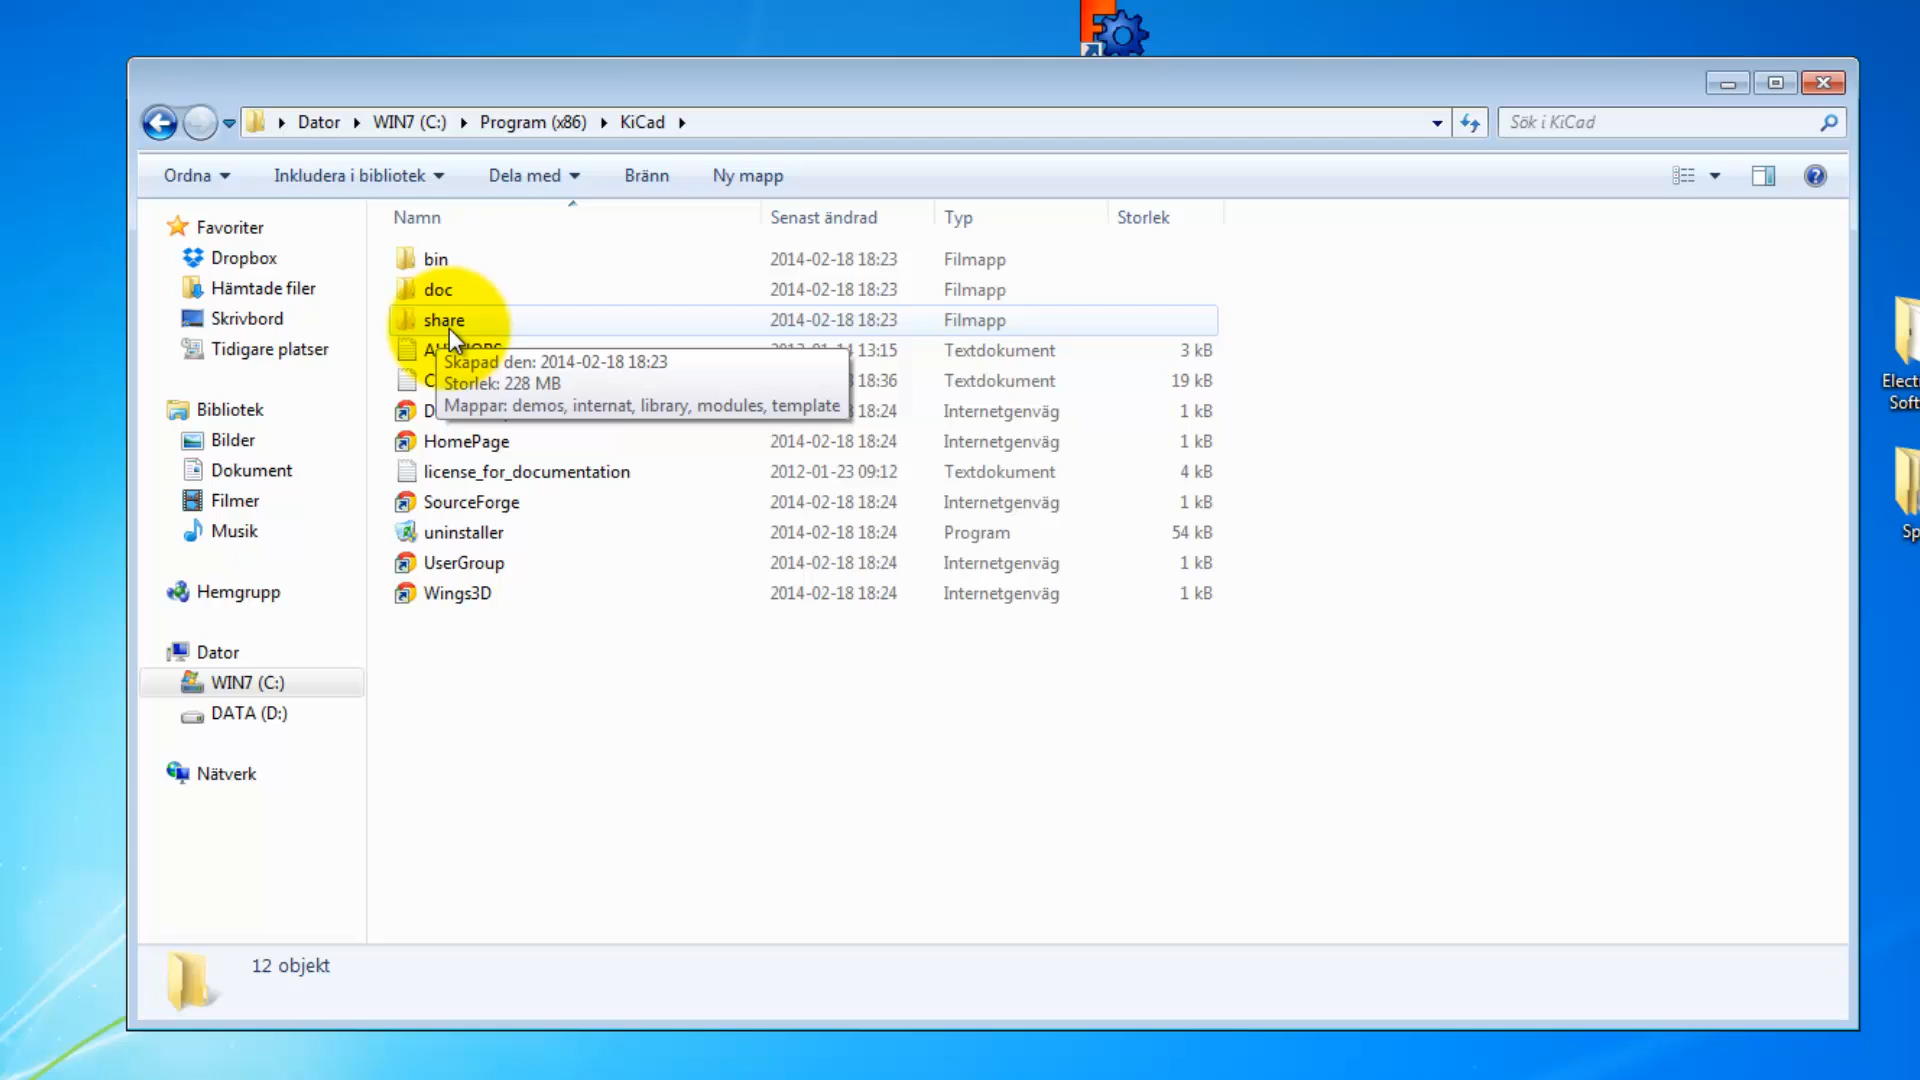 Dator WIN7 (C:) Program (x86) KiCad
Sök i KiCad
Ordna Inkludera i bibliotek Dela med Bränn Ny mapp
Namn Senast ändrad Typ Storlek
Favoriter
Dropbox
Hämtade filer
Skrivbord
Tidigare platser
Bibliotek
Bilder
Dokument
Filmer
Musik
Hemgrupp
Dator
WIN7 (C:)
DATA (D:)
Nätverk
bin 2014-02-18 18:23 Filmapp
doc 2014-02-18 18:23 Filmapp
share 2014-02-18 18:23 Filmapp
13:15 Textdokument 3 kB
18:36 Textdokument 19 kB
18:24 Internetgenväg 1 kB
Skapad den: 2014-02-18 18:23
Storlek: 228 MB
Mappar: demos, internat, library, modules, template
HomePage 2014-02-18 18:24 Internetgenväg 1 kB
license_for_documentation 2012-01-23 09:12 Textdokument 4 kB
SourceForge 2014-02-18 18:24 Internetgenväg 1 kB
uninstaller 2014-02-18 18:24 Program 54 kB
UserGroup 2014-02-18 18:24 Internetgenväg 1 kB
Wings3D 2014-02-18 18:24 Internetgenväg 1 kB
12 objekt